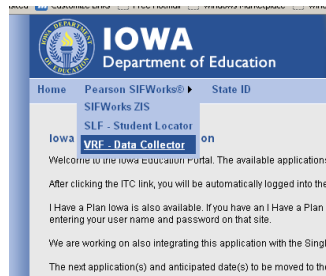 Customize Links Free Hotmail Windows Marketplace
IOWA
Department of Education
Home Pearson SIFWorks® State ID
SIFWorks ZIS
SLF - Student Locator
Iowa on
VRF - Data Collector
Welcome to the Iowa Education Portal. The available applications
After clicking the ITC link, you will be automatically logged into the
I Have a Plan Iowa is also available. If you have an I Have a Plan
entering your user name and password on that site.
We are working on also integrating this application with the Singl
The next application(s) and anticipated date(s) to be moved to the